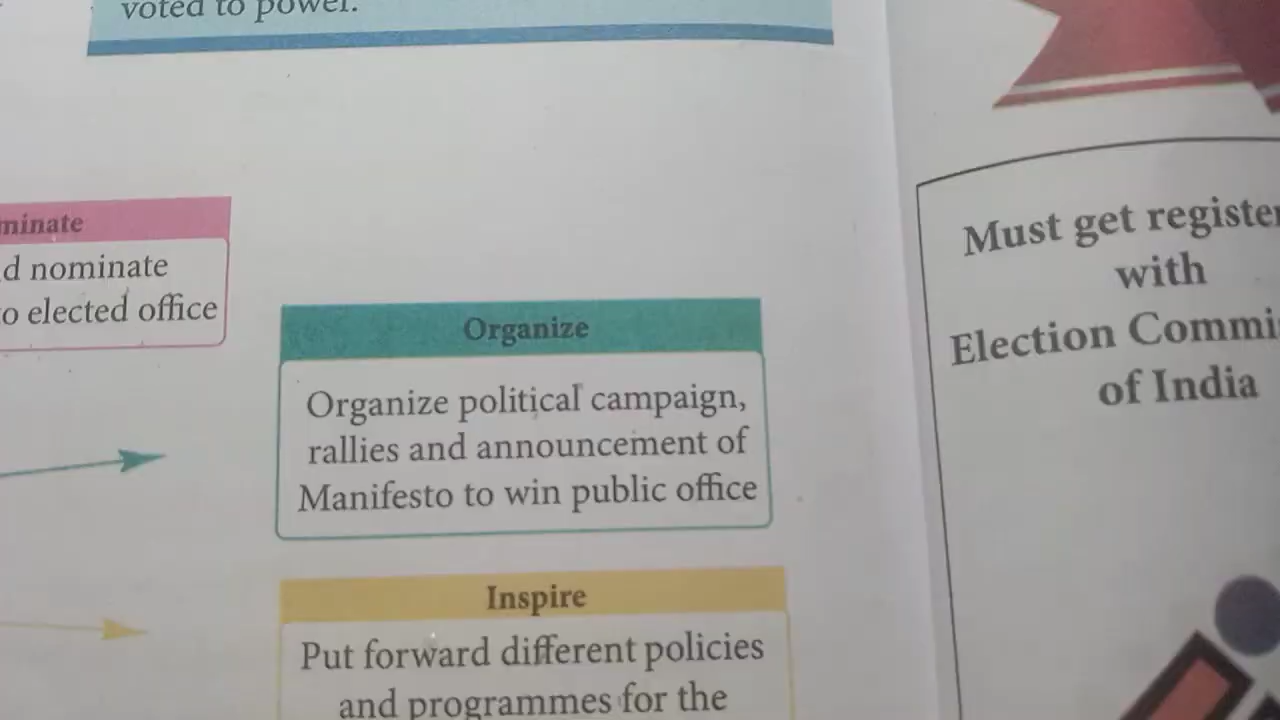 voted to power.
minate
d nominate
o elected office
Organize
Organize political campaign,
rallies and announcement of
Manifesto to win public office
Inspire
Put forward different policies
and programmes for the
Must get register
with
Election Commi
of India